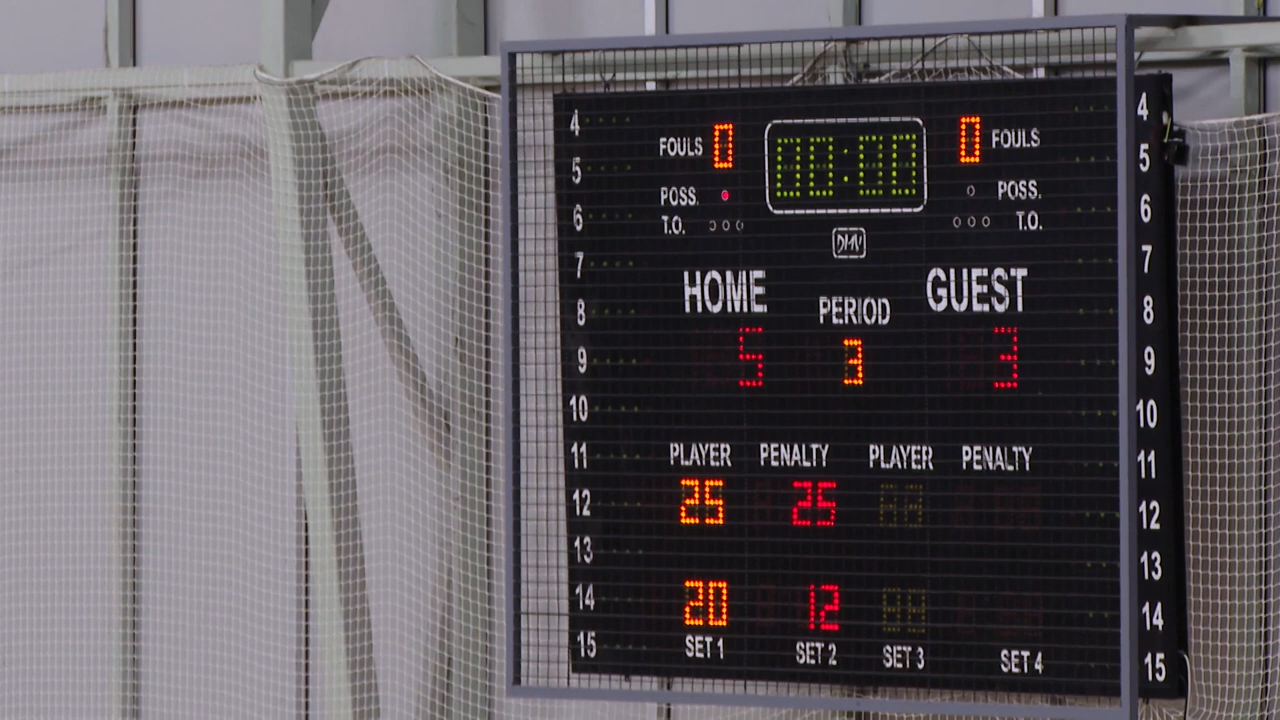 4 FOULS 0 00:00 0 FOULS 4
5 POSS. POSS. 5
6 T.O. T.O. 6
DMV
7 HOME GUEST 7
8 PERIOD 8
9 5 3 3 9
10 10
11 PLAYER PENALTY PLAYER PENALTY 11
12 25 25 12
13 13
14 20 12 14
15 SET 1 SET 2 SET 3 SET 4 15